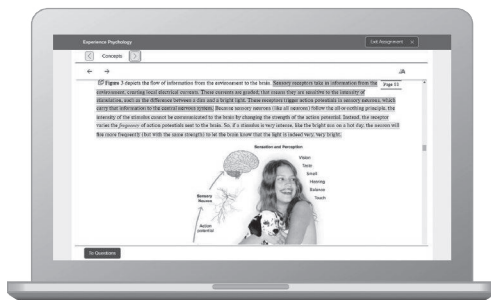 Experience Psychology
Exit Assignment ×
< Concepts >
Figure 3 depicts the flow of information from the environment to the brain. Sensory receptors take in information from the
Page 53
environment, creating local electrical currents. These currents are graded; that means they are sensitive to the intensity of
stimulation, such as the difference between a dim and a bright light. These receptors trigger action potentials in sensory neurons, which
carry that information to the central nervous system. Because sensory neurons (like all neurons) follow the all-or-nothing principle, the
intensity of the stimulus cannot be communicated to the brain by changing the strength of the action potential. Instead, the receptor
varies the frequency of action potentials sent to the brain. So, if a stimulus is very intense, like the bright sun on a hot day, the neuron will
fire more frequently (but with the same strength) to let the brain know that the light is indeed very, very bright.
Sensation and Perception
Vision
Taste
Smell
Hearing
Balance
Touch
Sensory
Neurons
Action
potential
To Questions